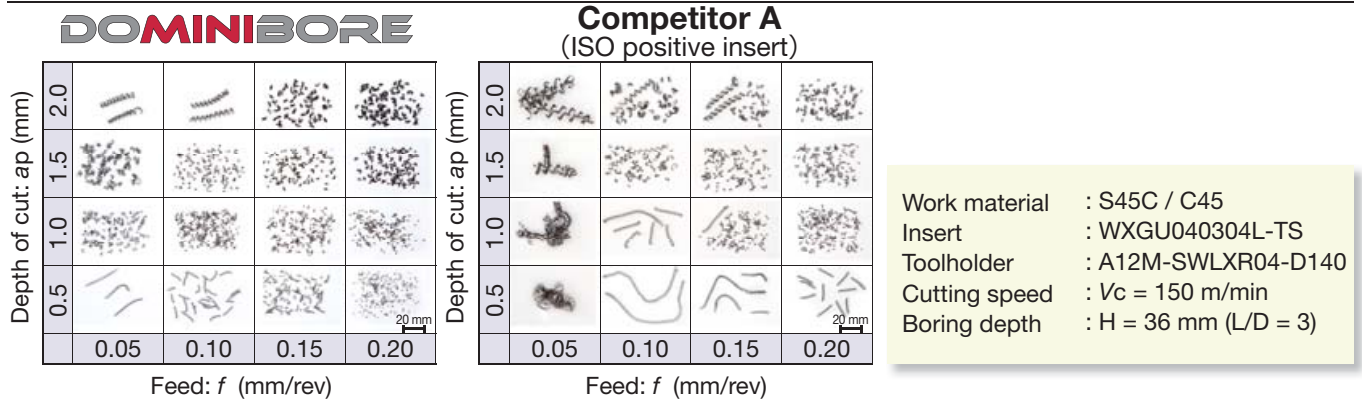 DOMINIBORE
Depth of cut: ap (mm)
2.0
1.5
1.0
0.5
20 mm
0.05 0.10 0.15 0.20
Feed: f (mm/rev)
Competitor A
(ISO positive insert)
Depth of cut: ap (mm)
2.0
1.5
1.0
0.5
20 mm
0.05 0.10 0.15 0.20
Feed: f (mm/rev)
Work material : S45C / C45
Insert : WXGU040304L-TS
Toolholder : A12M-SWLXR04-D140
Cutting speed : Vc = 150 m/min
Boring depth : H = 36 mm (L/D = 3)